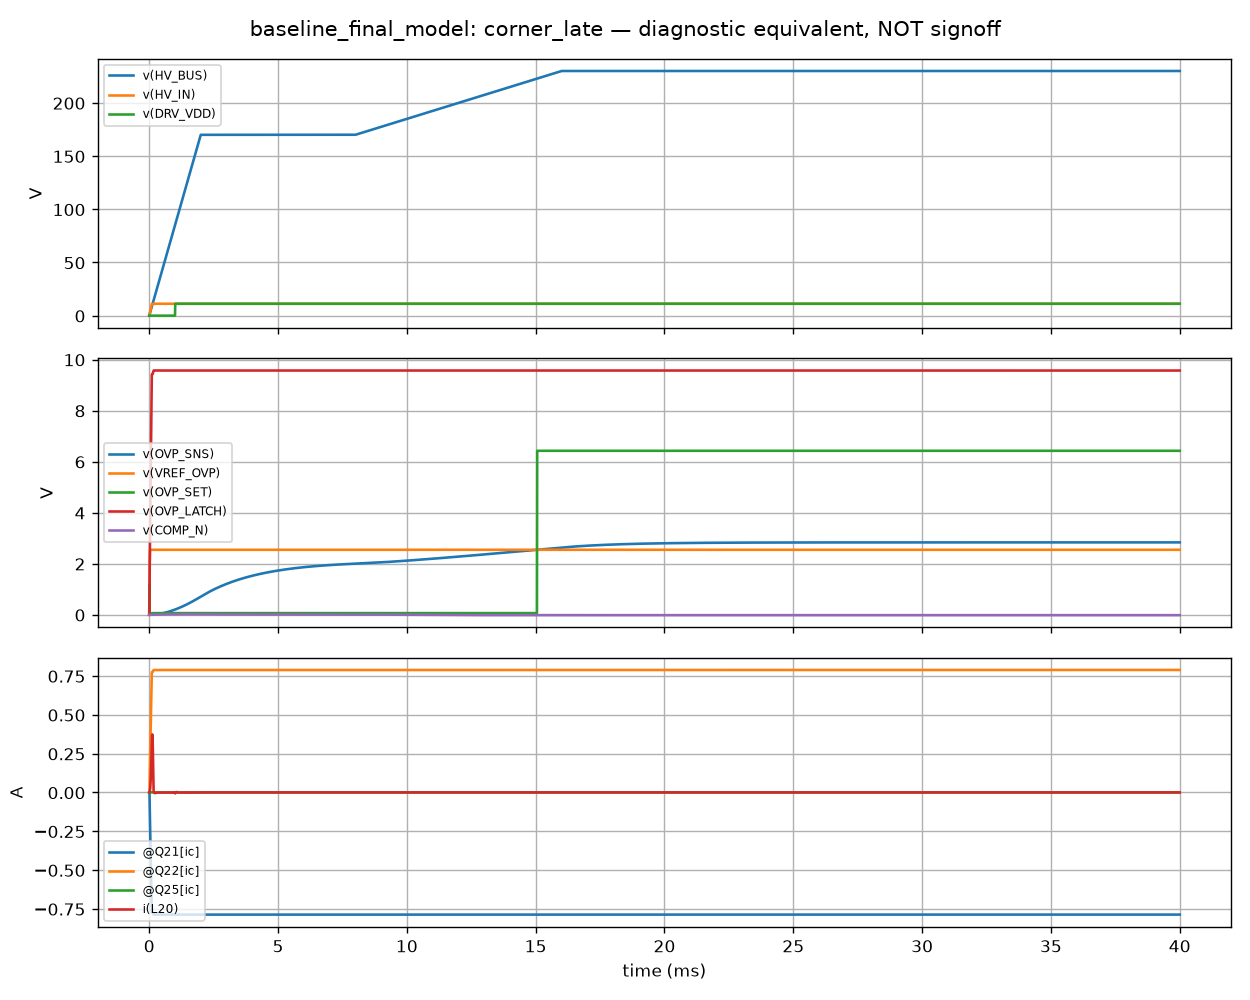 baseline_final_model: corner_late — diagnostic equivalent, NOT signoff
v(HV_BUS)
v(HV_IN)
v(DRV_VDD)
200
150
100
50
0
V
10
8
6
4
2
0
V
v(OVP_SNS)
v(VREF_OVP)
v(OVP_SET)
v(OVP_LATCH)
v(COMP_N)
0.75
0.50
0.25
0.00
−0.25
−0.50
−0.75
A
@Q21[ic]
@Q22[ic]
@Q25[ic]
i(L20)
0 5 10 15 20 25 30 35 40
time (ms)